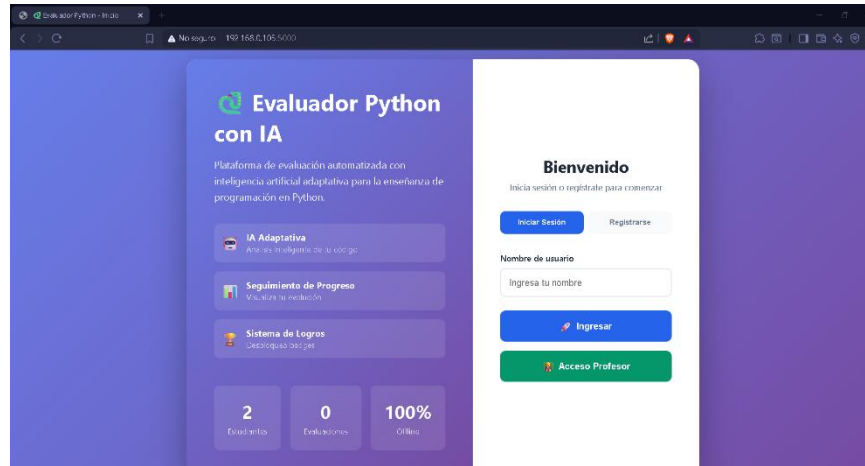 Evaluador Python - Inicio
No seguro 192.168.0.105:5000
Evaluador Python
con IA
Plataforma de evaluación automatizada con
inteligencia artificial adaptativa para la enseñanza de
programación en Python.
IA Adaptativa
Análisis inteligente de tu código
Seguimiento de Progreso
Visualiza tu evolución
Sistema de Logros
Desbloquea badges
2
Estudiantes
0
Evaluaciones
100%
Offline
Bienvenido
Inicia sesión o regístrate para comenzar
Iniciar Sesión
Registrarse
Nombre de usuario
Ingresa tu nombre
Ingresar
Acceso Profesor